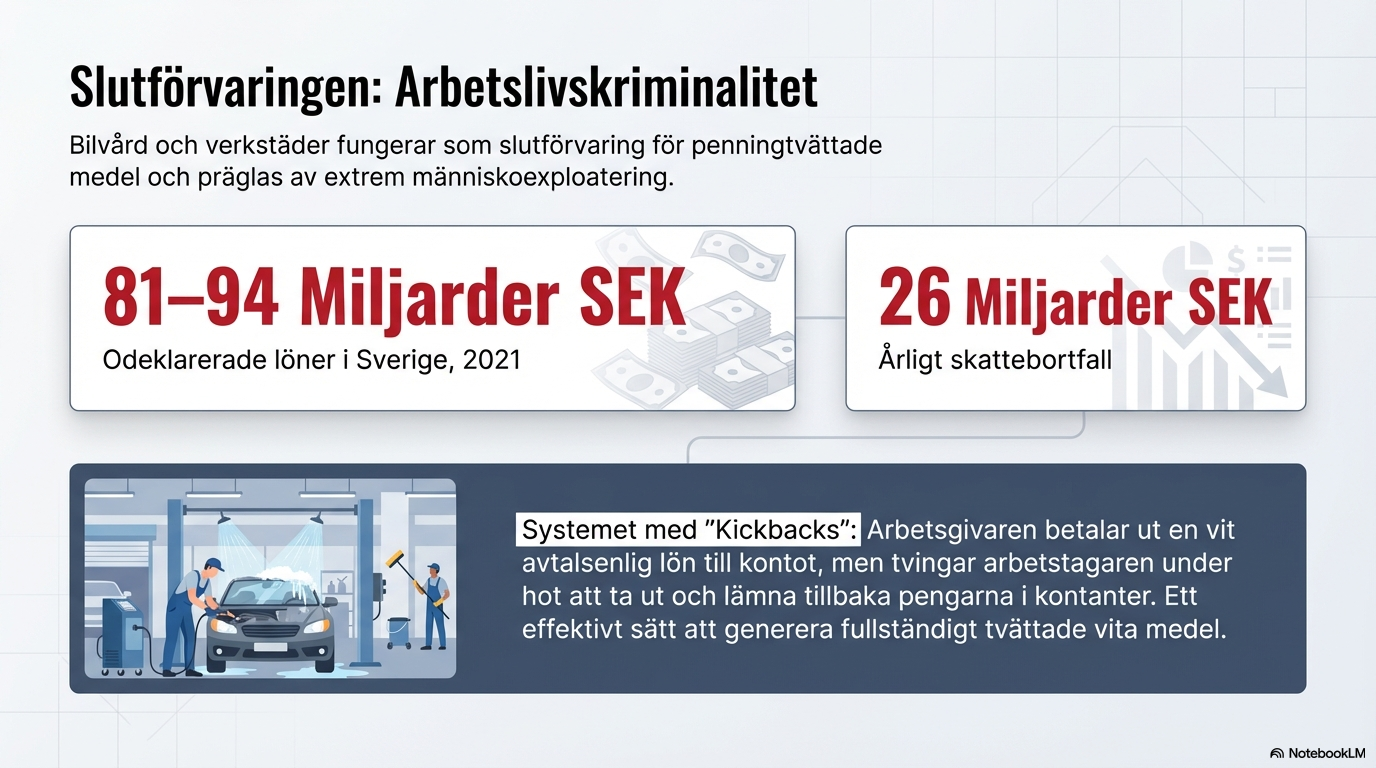 Slutförvaringen: Arbetslivskriminalitet
Bilvård och verkstäder fungerar som slutförvaring för penningtvättade
medel och präglas av extrem människoexploatering.
81–94 Miljarder SEK
Odeklarerade löner i Sverige, 2021
$
26 Miljarder SEK
Årligt skattebortfall
Systemet med ”Kickbacks”: Arbetsgivaren betalar ut en vit
avtalsenlig lön till kontot, men tvingar arbetstagaren under
hot att ta ut och lämna tillbaka pengarna i kontanter. Ett
effektivt sätt att generera fullständigt tvättade vita medel.
NotebookLM